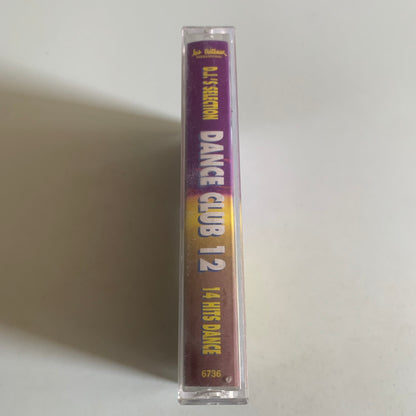 D.J.'S SELECTION
DANCE CLUB 12
14 HITS DANCE
6736